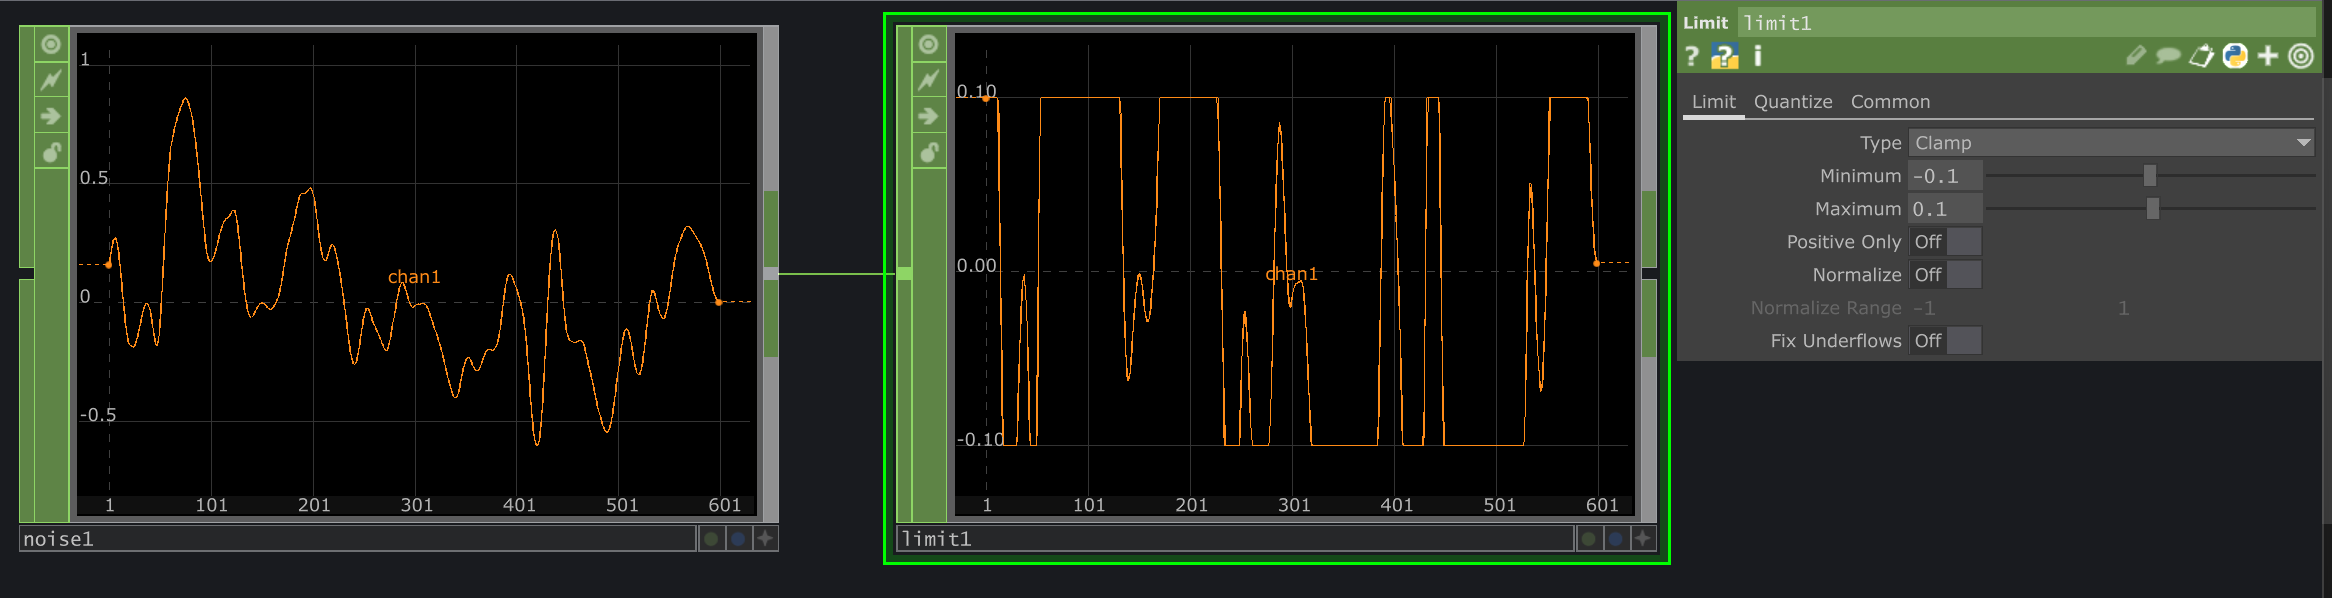 1
0.5
0
-0.5
chan1
1 101 201 301 401 501 601
noise1
0.10
0.00
-0.10
chan1
1 101 201 301 401 501 601
limit1
Limit limit1
? ? i
Limit Quantize Common
Type Clamp
Minimum -0.1
Maximum 0.1
Positive Only Off
Normalize Off
Normalize Range -1 1
Fix Underflows Off